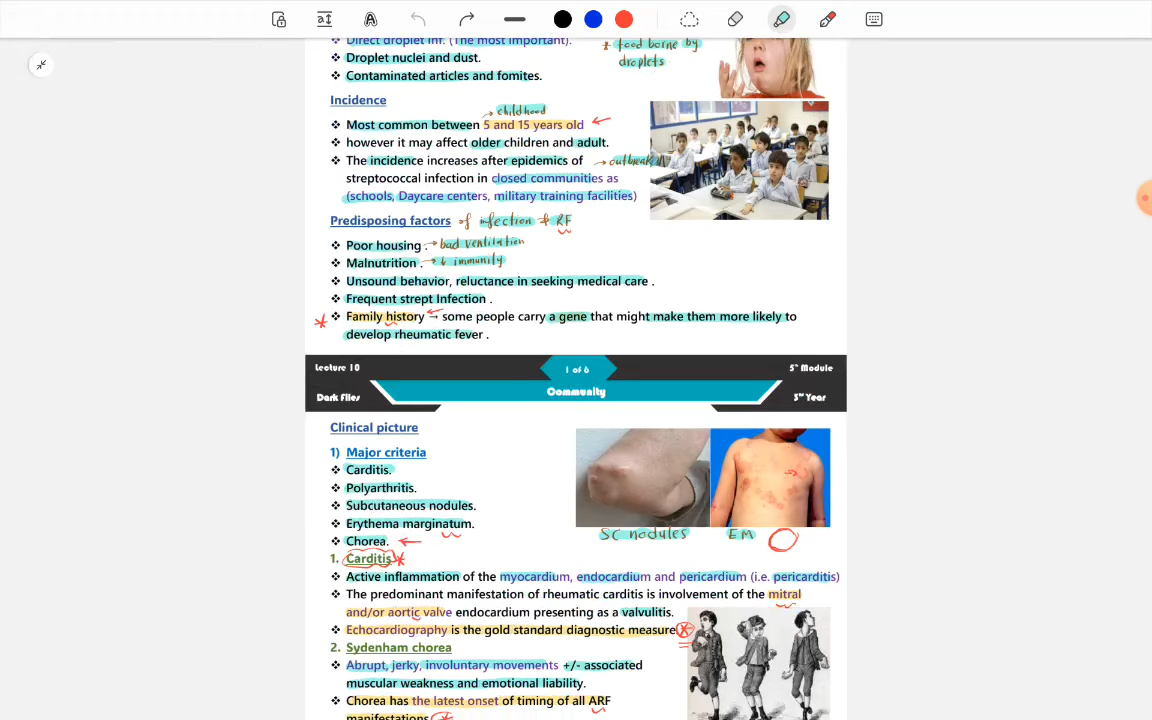 Direct droplet inf. (The most important).
* food borne by
droplets
❖ Droplet nuclei and dust.
❖ Contaminated articles and fomites.
Incidence
→ childhood
❖ Most common between 5 and 15 years old ←
❖ however it may affect older children and adult.
❖ The incidence increases after epidemics of → outbreak
streptococcal infection in closed communities as
(schools, Daycare centers, military training facilities)
Predisposing factors of infection & RF
❖ Poor housing . → bad ventilation
❖ Malnutrition . → ↓ immunity
❖ Unsound behavior, reluctance in seeking medical care .
❖ Frequent strept Infection .
* ❖ Family history → some people carry a gene that might make them more likely to
develop rheumatic fever .
Lecture 10
1 of 6
5th Module
Dark Files
Community
3rd Year
Clinical picture
1) Major criteria
❖ Carditis.
❖ Polyarthritis.
❖ Subcutaneous nodules.
❖ Erythema marginatum.
SC nodules EM
❖ Chorea. ←
1. Carditis *
❖ Active inflammation of the myocardium, endocardium and pericardium (i.e. pericarditis)
❖ The predominant manifestation of rheumatic carditis is involvement of the mitral
and/or aortic valve endocardium presenting as a valvulitis.
❖ Echocardiography is the gold standard diagnostic measure *
2. Sydenham chorea
❖ Abrupt, jerky, involuntary movements +/- associated
muscular weakness and emotional liability.
❖ Chorea has the latest onset of timing of all ARF
manifestations *